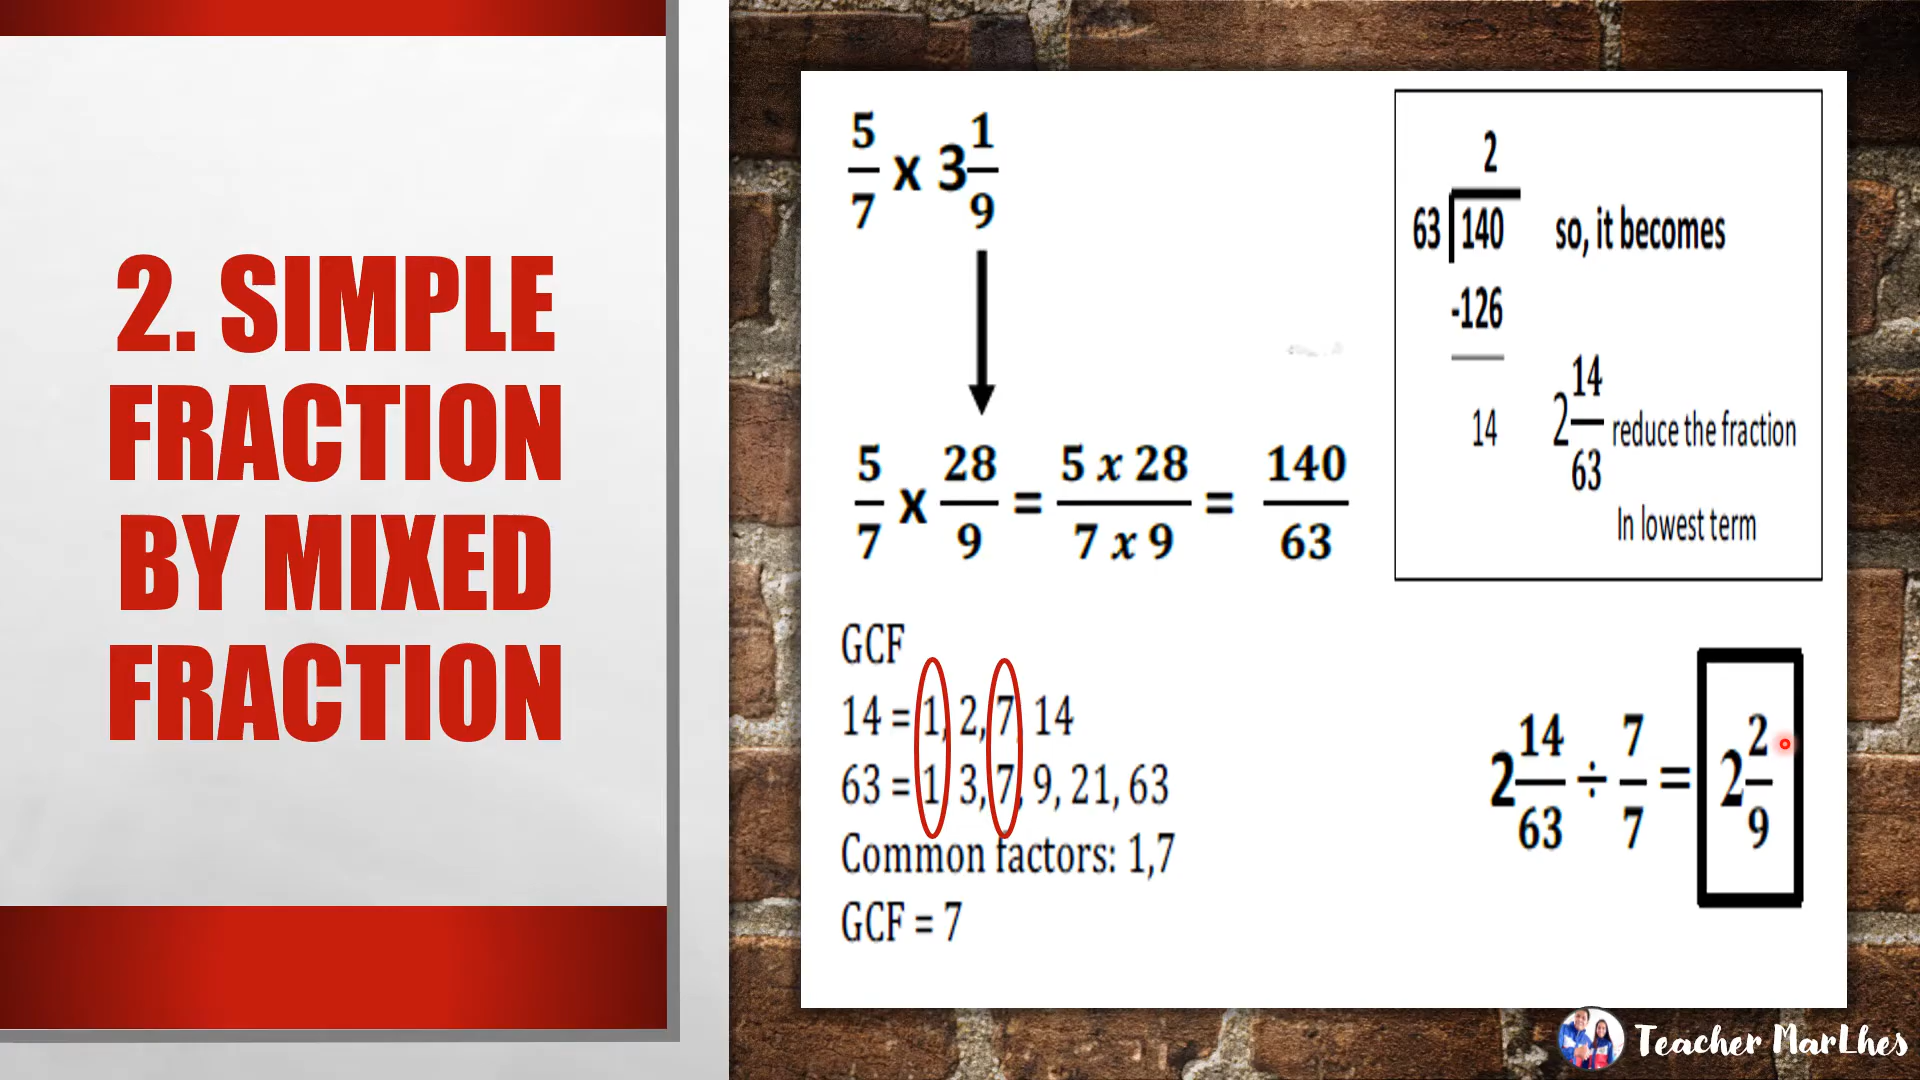 2. SIMPLE
FRACTION
BY MIXED
FRACTION
5/7 x 3 1/9
5/7 x 28/9 = 5 x 28 / 7 x 9 = 140/63
GCF
14 = 1, 2, 7, 14
63 = 1, 3, 7, 9, 21, 63
Common factors: 1,7
GCF = 7
2
63 140 so, it becomes
-126
14 2 14/63 reduce the fraction
In lowest term
2 14/63 ÷ 7/7 = 2 2/9
Teacher MarLhes